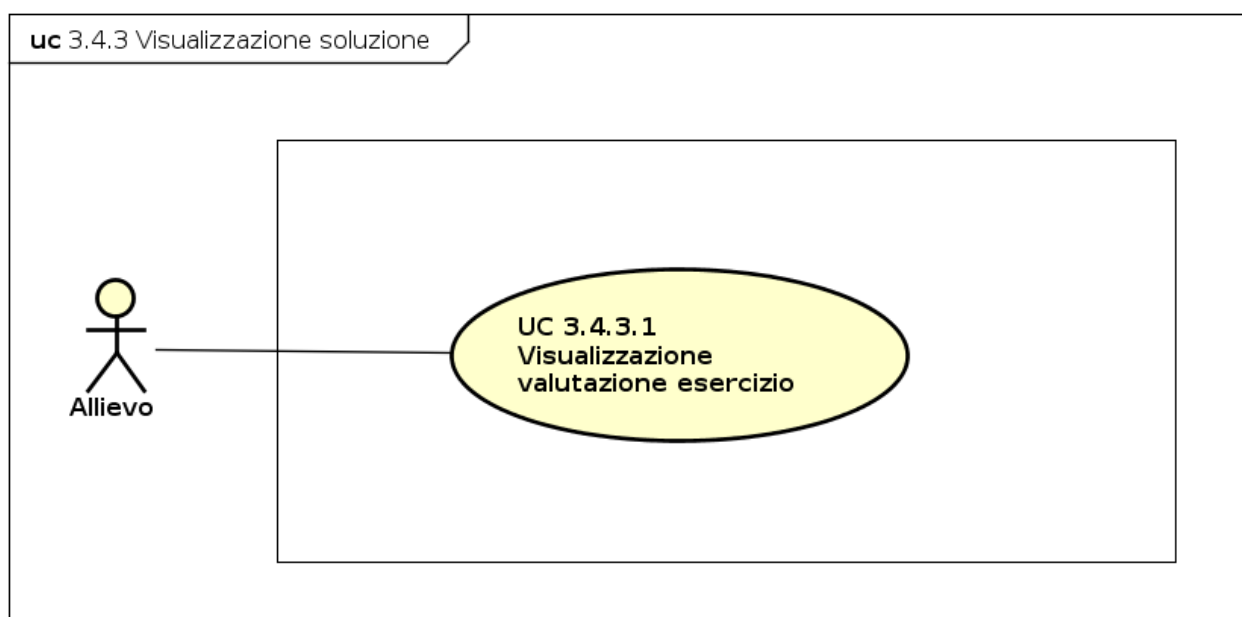 uc 3.4.3 Visualizzazione soluzione
UC 3.4.3.1
Visualizzazione
valutazione esercizio
Allievo